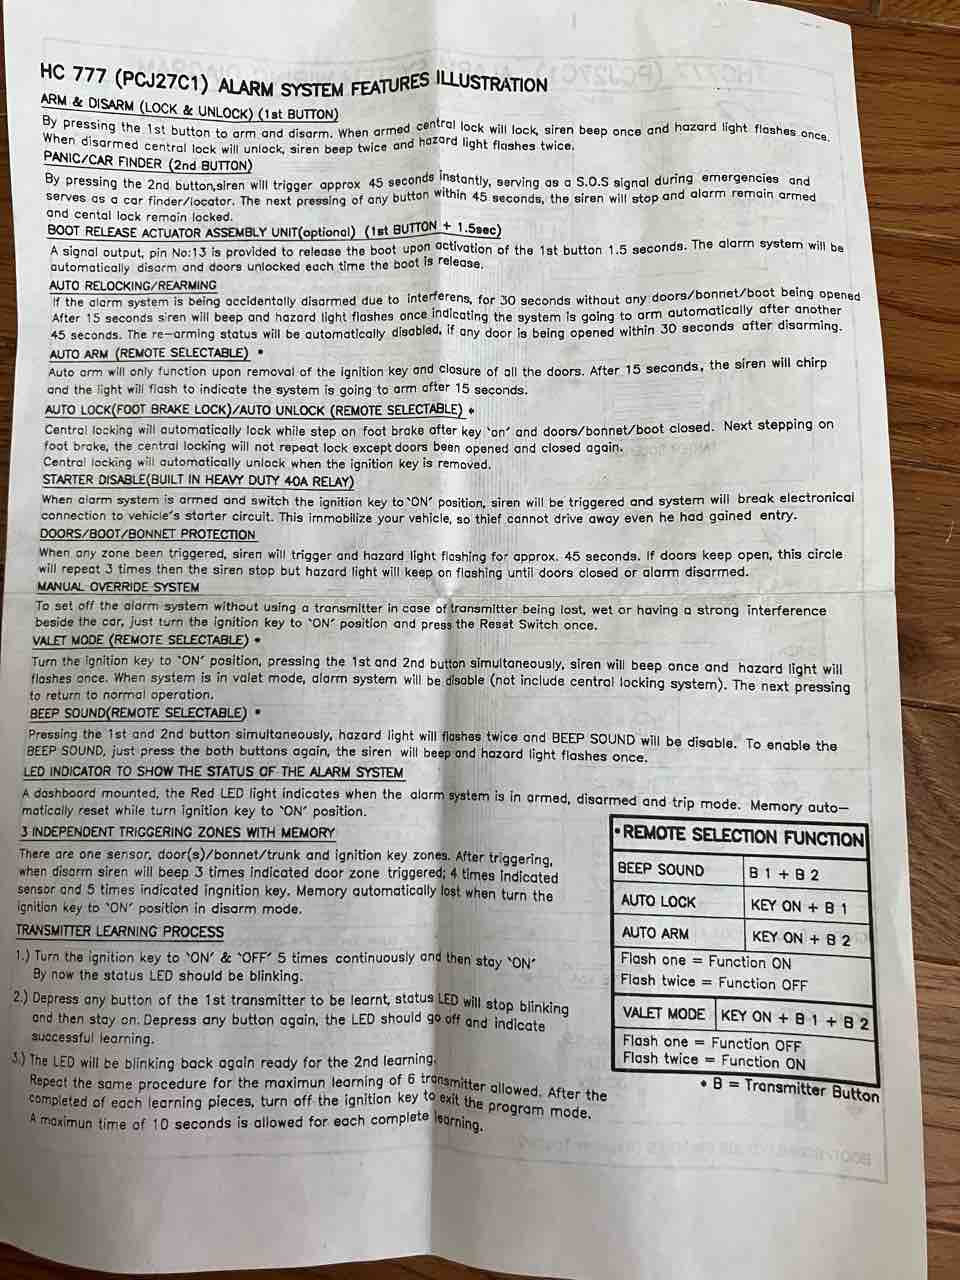 HC 777 (PCJ27C1) ALARM SYSTEM FEATURES ILLUSTRATION
ARM & DISARM (LOCK & UNLOCK) (1st BUTTON)
By pressing the 1st button to arm and disarm. When armed central lock will lock, siren beep once and hazard light flashes once.
When disarmed central lock will unlock, siren beep twice and hazard light flashes twice.
PANIC/CAR FINDER (2nd BUTTON)
By pressing the 2nd button,siren will trigger approx 45 seconds instantly, serving as a S.O.S signal during emergencies and
serves as a car finder/locator. The next pressing of any button within 45 seconds, the siren will stop and alarm remain armed
and cental lock remain locked.
BOOT RELEASE ACTUATOR ASSEMBLY UNIT(optional) (1st BUTTON + 1.5sec)
A signal output, pin No:13 is provided to release the boot upon activation of the 1st button 1.5 seconds. The alarm system will be
automatically disarm and doors unlocked each time the boot is release.
AUTO RELOCKING/REARMING
If the alarm system is being accidentally disarmed due to interferens, for 30 seconds without any doors/bonnet/boot being opened
After 15 seconds siren will beep and hazard light flashes once indicating the system is going to arm automatically after another
45 seconds. The re-arming status will be automatically disabled, if any door is being opened within 30 seconds after disarming.
AUTO ARM (REMOTE SELECTABLE) •
Auto arm will only function upon removal of the ignition key and closure of all the doors. After 15 seconds, the siren will chirp
and the light will flash to indicate the system is going to arm after 15 seconds.
AUTO LOCK(FOOT BRAKE LOCK)/AUTO UNLOCK (REMOTE SELECTABLE) •
Central locking will automatically lock while step on foot brake after key 'on' and doors/bonnet/boot closed. Next stepping on
foot brake, the central locking will not repeat lock except doors been opened and closed again.
Central locking will automatically unlock when the ignition key is removed.
STARTER DISABLE(BUILT IN HEAVY DUTY 40A RELAY)
When alarm system is armed and switch the ignition key to 'ON' position, siren will be triggered and system will break electronical
connection to vehicle's starter circuit. This immobilize your vehicle, so thief cannot drive away even he had gained entry.
DOORS/BOOT/BONNET PROTECTION
When any zone been triggered, siren will trigger and hazard light flashing for approx. 45 seconds. If doors keep open, this circle
will repeat 3 times then the siren stop but hazard light will keep on flashing until doors closed or alarm disarmed.
MANUAL OVERRIDE SYSTEM
To set off the alarm system without using a transmitter in case of transmitter being lost, wet or having a strong interference
beside the car, just turn the ignition key to 'ON' position and press the Reset Switch once.
VALET MODE (REMOTE SELECTABLE) •
Turn the ignition key to 'ON' position, pressing the 1st and 2nd button simultaneously, siren will beep once and hazard light will
flashes once. When system is in valet mode, alarm system will be disable (not include central locking system). The next pressing
to return to normal operation.
BEEP SOUND(REMOTE SELECTABLE) •
Pressing the 1st and 2nd button simultaneously, hazard light will flashes twice and BEEP SOUND will be disable. To enable the
BEEP SOUND, just press the both buttons again, the siren will beep and hazard light flashes once.
LED INDICATOR TO SHOW THE STATUS OF THE ALARM SYSTEM
A dashboard mounted, the Red LED light indicates when the alarm system is in armed, disarmed and trip mode. Memory auto-
matically reset while turn ignition key to 'ON' position.
3 INDEPENDENT TRIGGERING ZONES WITH MEMORY
There are one sensor, door(s)/bonnet/trunk and ignition key zones. After triggering,
when disarm siren will beep 3 times indicated door zone triggered; 4 times indicated
sensor and 5 times indicated ingnition key. Memory automatically lost when turn the
ignition key to 'ON' position in disarm mode.
TRANSMITTER LEARNING PROCESS
1.) Turn the ignition key to 'ON' & 'OFF' 5 times continuously and then stay 'ON'
By now the status LED should be blinking.
2.) Depress any button of the 1st transmitter to be learnt, status LED will stop blinking
and then stay on. Depress any button again, the LED should go off and indicate
successful learning.
3.) The LED will be blinking back again ready for the 2nd learning.
Repeat the same procedure for the maximun learning of 6 transmitter allowed. After the
completed of each learning pieces, turn off the ignition key to exit the program mode.
A maximun time of 10 seconds is allowed for each complete learning.
• REMOTE SELECTION FUNCTION
BEEP SOUND B 1 + B 2
AUTO LOCK KEY ON + B 1
AUTO ARM KEY ON + B 2
Flash one = Function ON
Flash twice = Function OFF
VALET MODE KEY ON + B 1 + B 2
Flash one = Function OFF
Flash twice = Function ON
• B = Transmitter Button